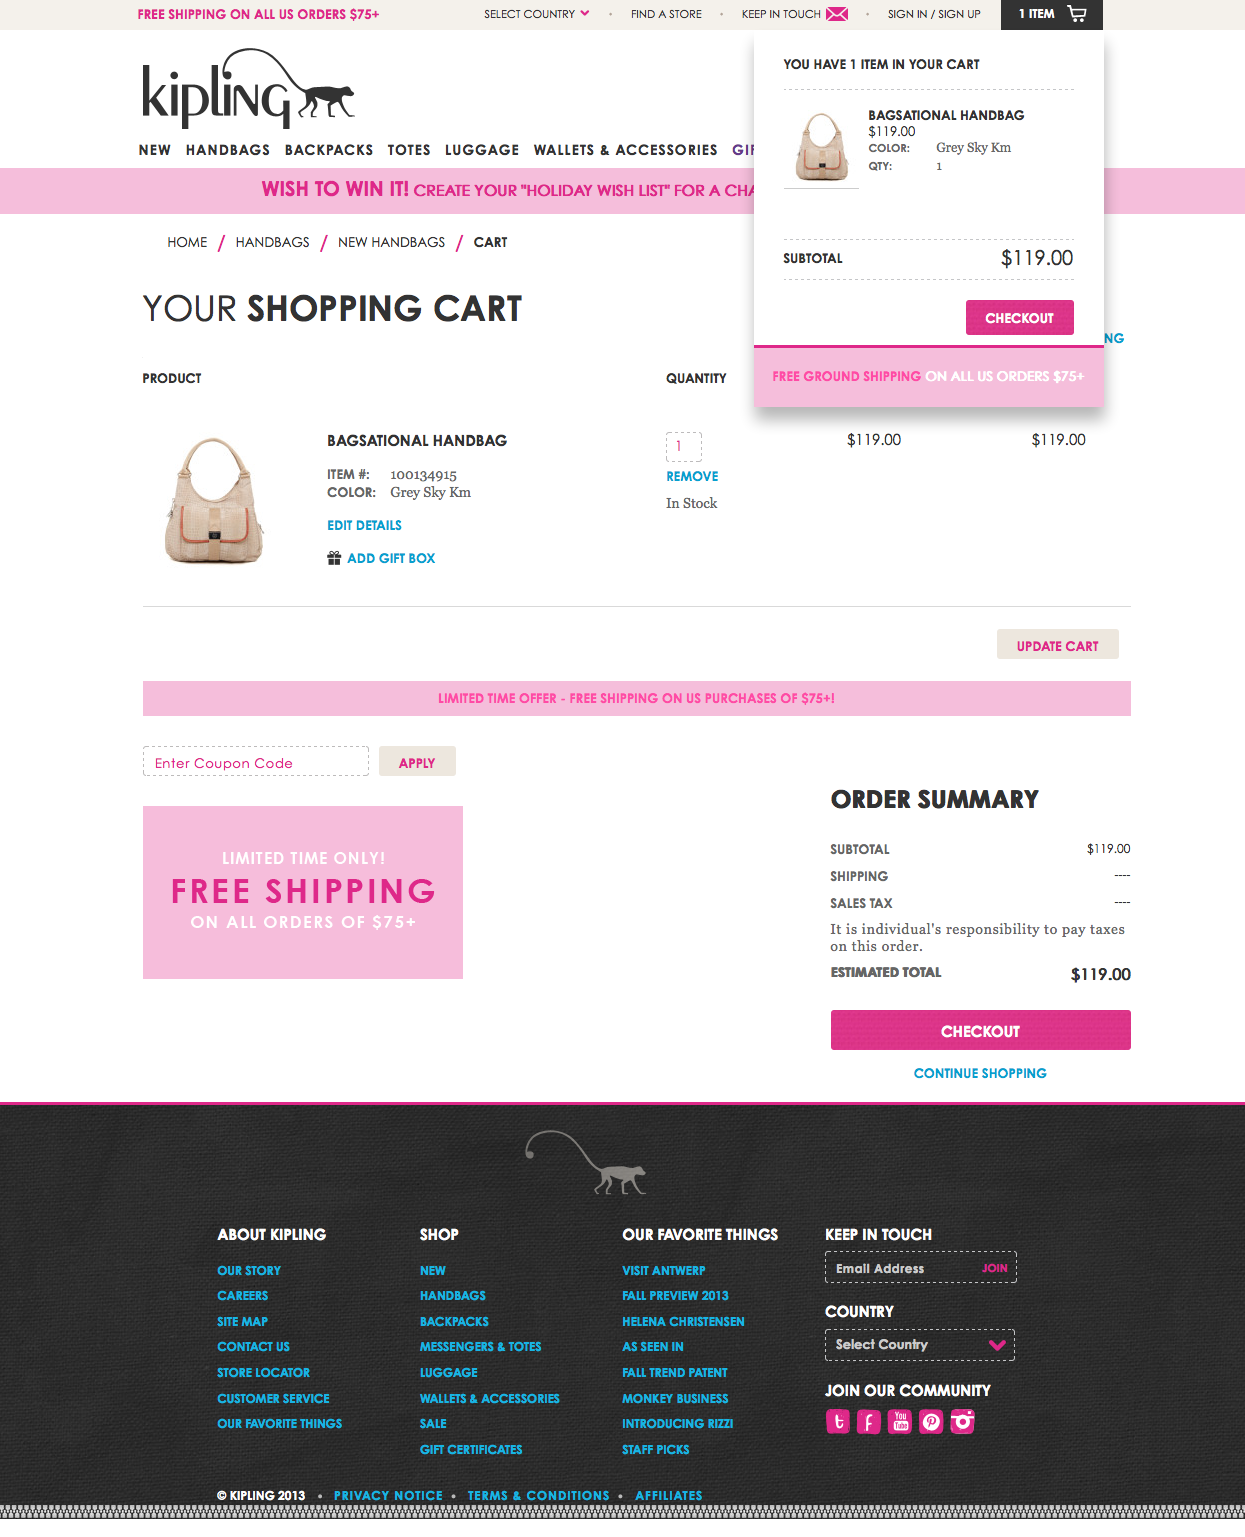 FREE SHIPPING ON ALL US ORDERS $75+
SELECT COUNTRY
FIND A STORE
KEEP IN TOUCH
SIGN IN / SIGN UP
1 ITEM
kipling
YOU HAVE 1 ITEM IN YOUR CART
BAGSATIONAL HANDBAG
$119.00
COLOR: Grey Sky Km
QTY: 1
SUBTOTAL $119.00
CHECKOUT
FREE GROUND SHIPPING ON ALL US ORDERS $75+
NEW HANDBAGS BACKPACKS TOTES LUGGAGE WALLETS & ACCESSORIES GIF
WISH TO WIN IT! CREATE YOUR "HOLIDAY WISH LIST" FOR A CHA
HOME / HANDBAGS / NEW HANDBAGS / CART
YOUR SHOPPING CART
NG
PRODUCT QUANTITY
BAGSATIONAL HANDBAG
ITEM #: 100134915
COLOR: Grey Sky Km
EDIT DETAILS
ADD GIFT BOX
1
REMOVE
In Stock
$119.00
$119.00
UPDATE CART
LIMITED TIME OFFER - FREE SHIPPING ON US PURCHASES OF $75+!
Enter Coupon Code
APPLY
LIMITED TIME ONLY!
FREE SHIPPING
ON ALL ORDERS OF $75+
ORDER SUMMARY
SUBTOTAL $119.00
SHIPPING ----
SALES TAX ----
It is individual's responsibility to pay taxes
on this order.
ESTIMATED TOTAL $119.00
CHECKOUT
CONTINUE SHOPPING
ABOUT KIPLING
OUR STORY
CAREERS
SITE MAP
CONTACT US
STORE LOCATOR
CUSTOMER SERVICE
OUR FAVORITE THINGS
SHOP
NEW
HANDBAGS
BACKPACKS
MESSENGERS & TOTES
LUGGAGE
WALLETS & ACCESSORIES
SALE
GIFT CERTIFICATES
OUR FAVORITE THINGS
VISIT ANTWERP
FALL PREVIEW 2013
HELENA CHRISTENSEN
AS SEEN IN
FALL TREND PATENT
MONKEY BUSINESS
INTRODUCING RIZZI
STAFF PICKS
KEEP IN TOUCH
Email Address JOIN
COUNTRY
Select Country
JOIN OUR COMMUNITY
You
Tube
© KIPLING 2013 • PRIVACY NOTICE • TERMS & CONDITIONS • AFFILIATES